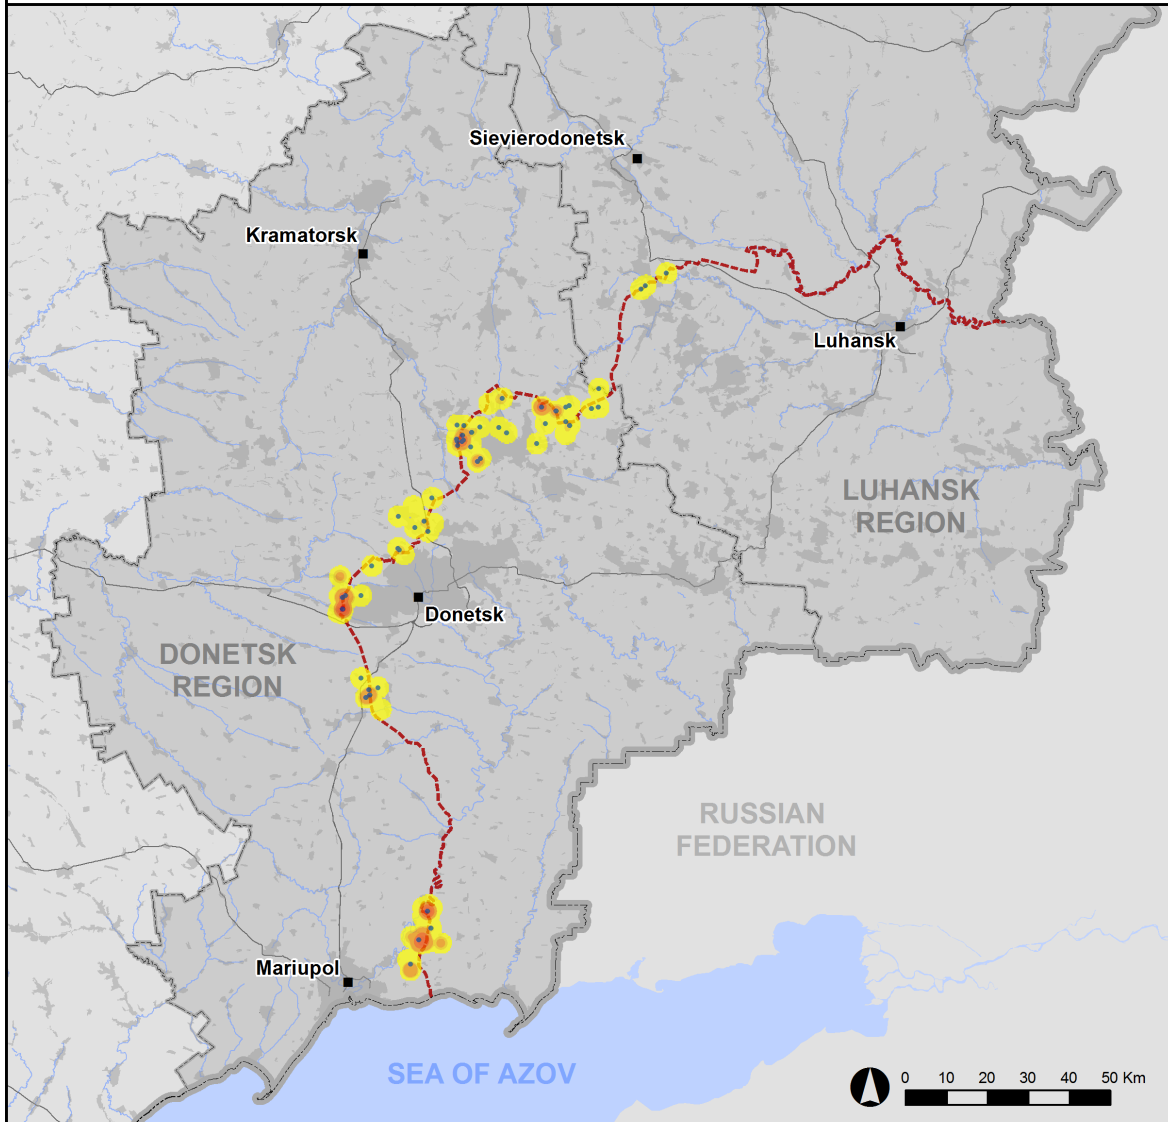 Sievierodonetsk
Kramatorsk
Luhansk
LUHANSK
REGION
Donetsk
DONETSK
REGION
RUSSIAN
FEDERATION
Mariupol
SEA OF AZOV
0 10 20 30 40 50 Km